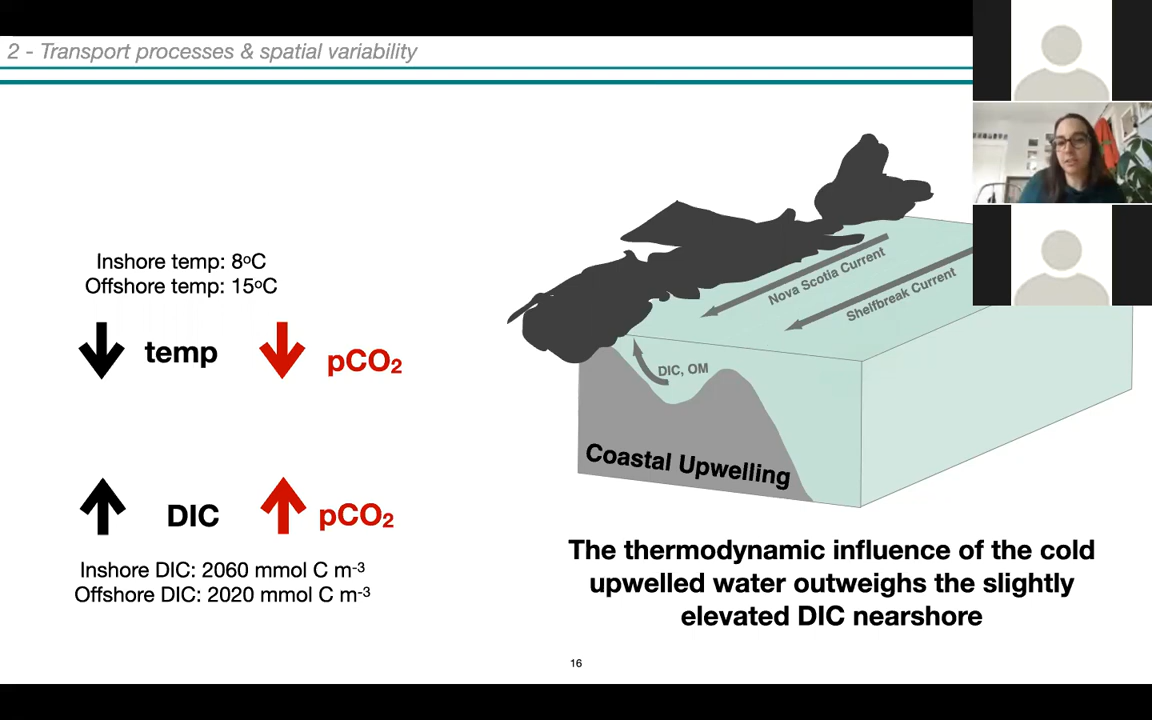 2 - Transport processes & spatial variability
Inshore temp: 8ºC
Offshore temp: 15ºC
temp
pCO₂
DIC
pCO₂
Inshore DIC: 2060 mmol C m⁻³
Offshore DIC: 2020 mmol C m⁻³
Nova Scotia Current
Shelfbreak Current
DIC, OM
Coastal Upwelling
The thermodynamic influence of the cold
upwelled water outweighs the slightly
elevated DIC nearshore
16